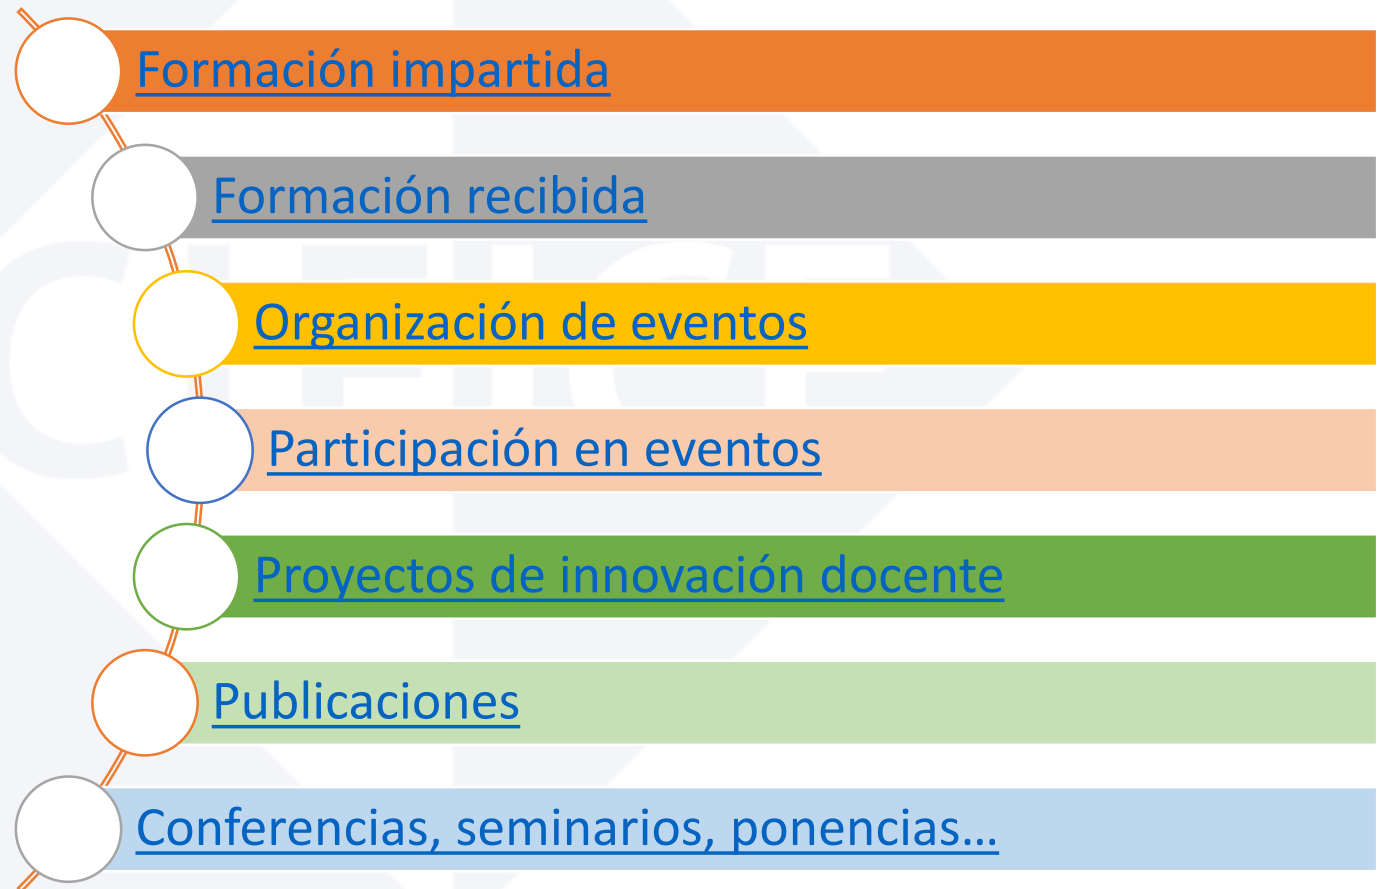 Formación impartida
Formación recibida
Organización de eventos
Participación en eventos
Proyectos de innovación docente
Publicaciones
Conferencias, seminarios, ponencias...